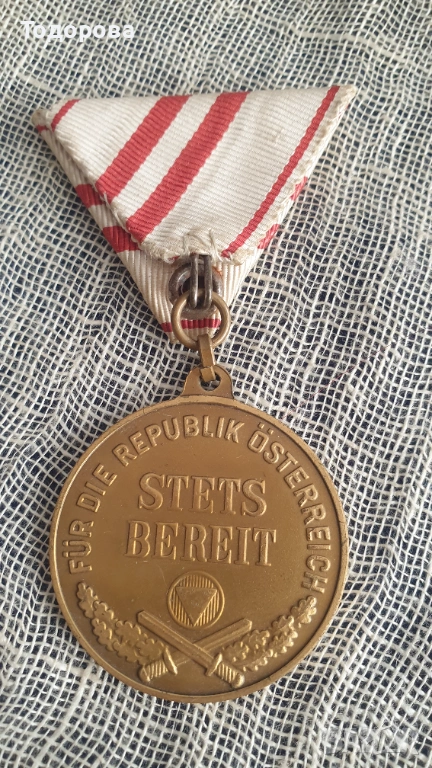 Тодорова
FÜR DIE REPUBLIK ÖSTERREICH
STETS
BEREIT